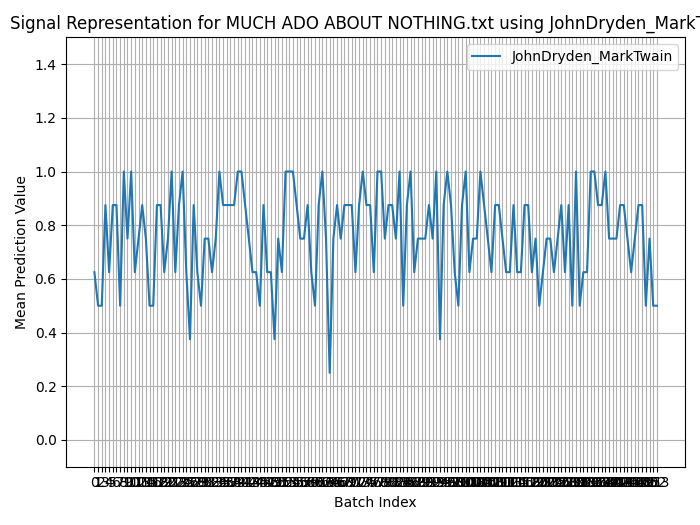 Signal Representation for MUCH ADO ABOUT NOTHING.txt using JohnDryden_MarkT
JohnDryden_MarkTwain
Mean Prediction Value
1.4
1.2
1.0
0.8
0.6
0.4
0.2
0.0
Batch Index